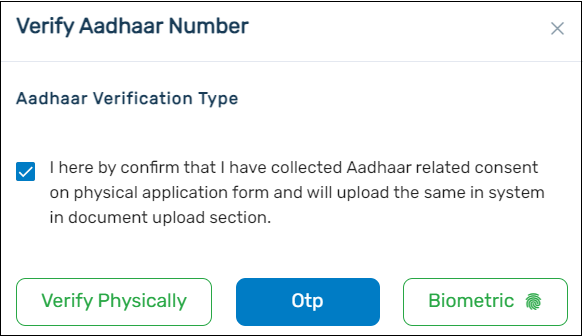 Verify Aadhaar Number
Aadhaar Verification Type
I here by confirm that I have collected Aadhaar related consent
on physical application form and will upload the same in system
in document upload section.
Verify Physically
Otp
Biometric